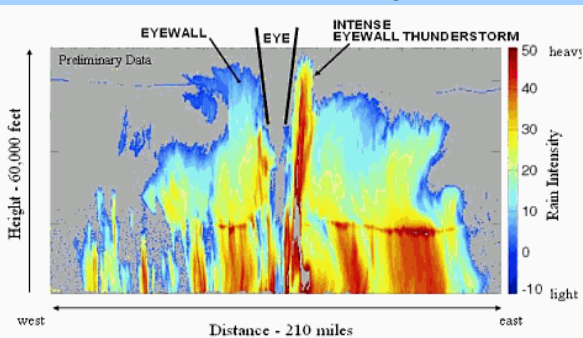 EYEWALL
EYE
INTENSE
EYEWALL THUNDERSTORM
Preliminary Data
Height - 60,000 feet
50 heavy
40
30
20
10
0
-10 light
Rain Intensity
west
east
Distance - 210 miles